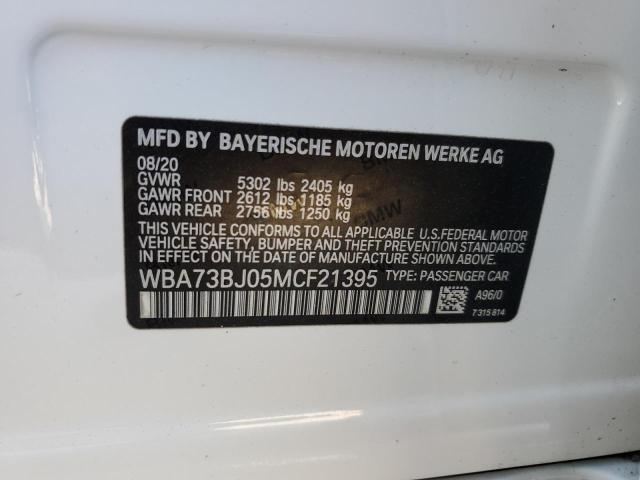 MFD BY BAYERISCHE MOTOREN WERKE AG
08/20
GVWR 5302 lbs 2405 kg
GAWR FRONT 2612 lbs 1185 kg
GAWR REAR 2756 lbs 1250 kg
THIS VEHICLE CONFORMS TO ALL APPLICABLE U.S.FEDERAL MOTOR
VEHICLE SAFETY, BUMPER AND THEFT PREVENTION STANDARDS
IN EFFECT ON THE DATE OF MANUFACTURE SHOWN ABOVE.
WBA73BJ05MCF21395 TYPE: PASSENGER CAR
A96/0
7315814